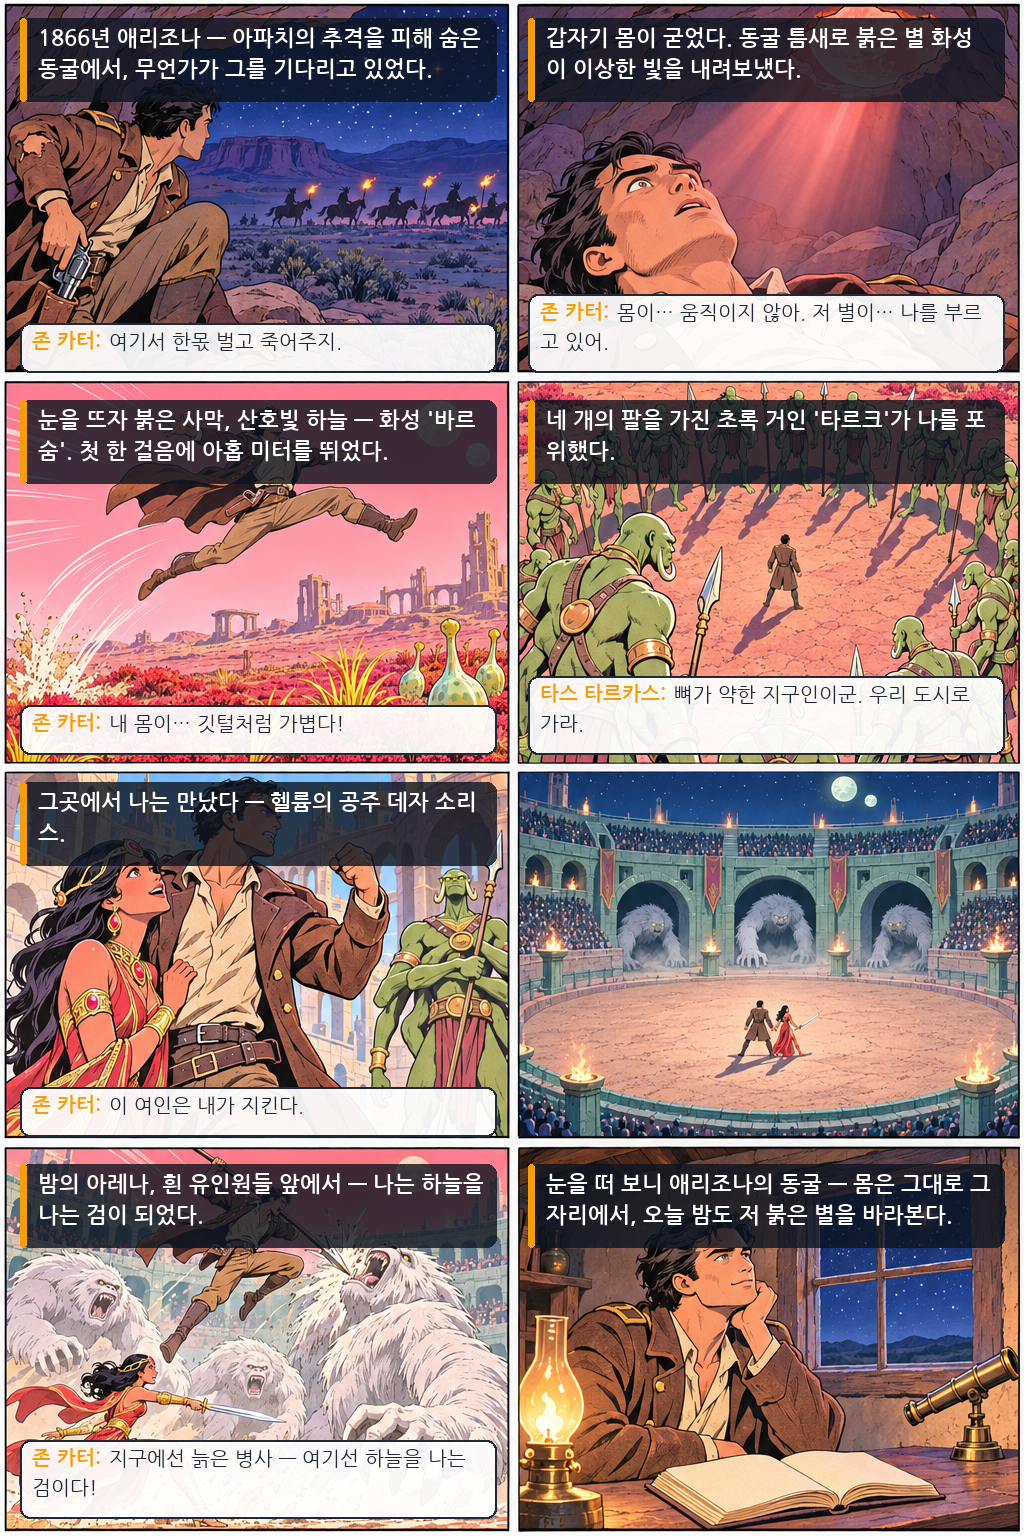 1866년 애리조나 — 아파치의 추격을 피해 숨은
동굴에서, 무언가가 그를 기다리고 있었다.
존 카터: 여기서 한몫 벌고 죽어주지.
갑자기 몸이 굳었다. 동굴 틈새로 붉은 별 화성
이 이상한 빛을 내려보냈다.
존 카터: 몸이… 움직이지 않아. 저 별이… 나를 부르
고 있어.
눈을 뜨자 붉은 사막, 산호빛 하늘 — 화성 '바르
숨'. 첫 한 걸음에 아홉 미터를 뛰었다.
존 카터: 내 몸이… 깃털처럼 가볍다!
네 개의 팔을 가진 초록 거인 '타르크'가 나를 포
위했다.
타스 타르카스: 뼈가 약한 지구인이군. 우리 도시로
가라.
그곳에서 나는 만났다 — 헬륨의 공주 데자 소리
스.
존 카터: 이 여인은 내가 지킨다.
밤의 아레나, 흰 유인원들 앞에서 — 나는 하늘을
나는 검이 되었다.
존 카터: 지구에선 늙은 병사 — 여기선 하늘을 나는
검이다!
눈을 떠 보니 애리조나의 동굴 — 몸은 그대로 그
자리에서, 오늘 밤도 저 붉은 별을 바라본다.